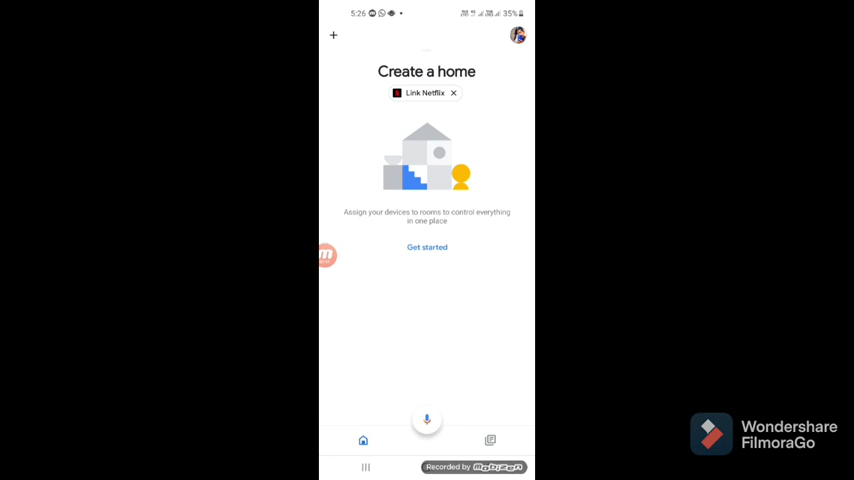 5:26
35%
Create a home
Link Netflix
Assign your devices to rooms to control everything
in one place
Get started
Wondershare
FilmoraGo
Recorded by mobizen